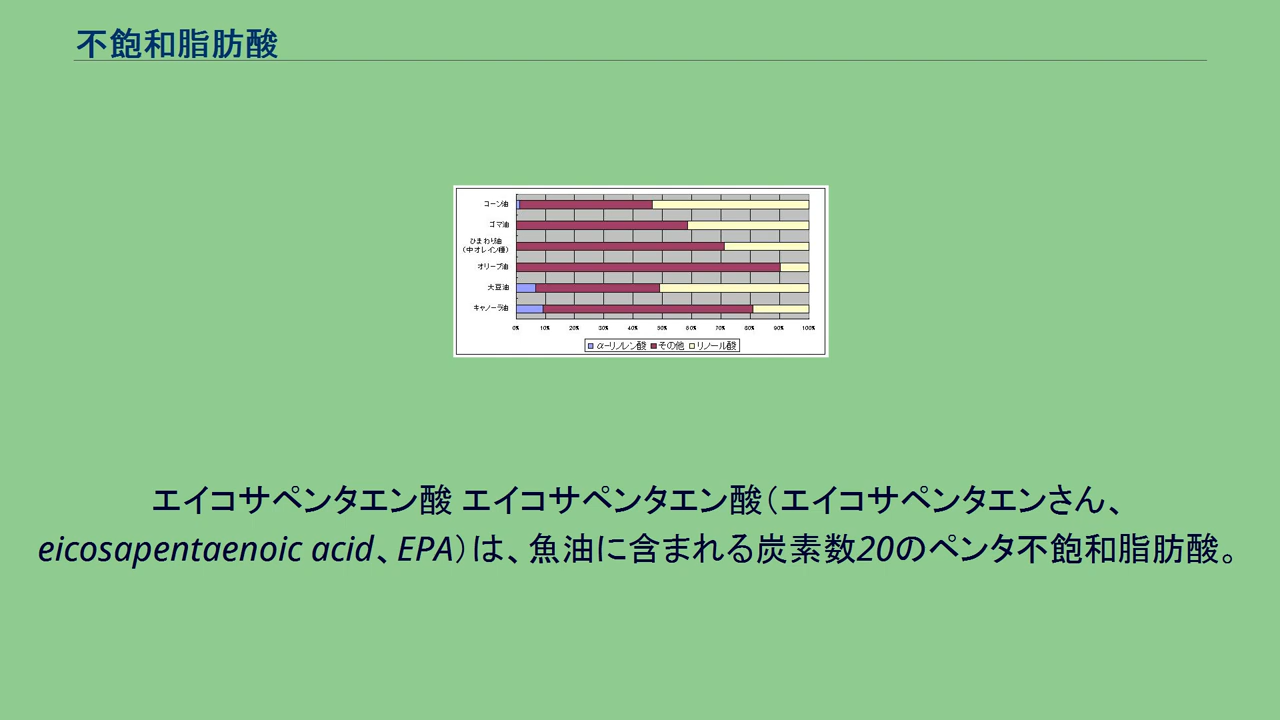 不飽和脂肪酸
コーン油
ゴマ油
ひまわり油
(中オレイン種)
オリーブ油
大豆油
キャノーラ油
0% 10% 20% 30% 40% 50% 60% 70% 80% 90% 100%
α-リノレン酸 その他 リノール酸
エイコサペンタエン酸 エイコサペンタエン酸（エイコサペンタエンさん、
eicosapentaenoic acid、EPA）は、魚油に含まれる炭素数20のペンタ不飽和脂肪酸。